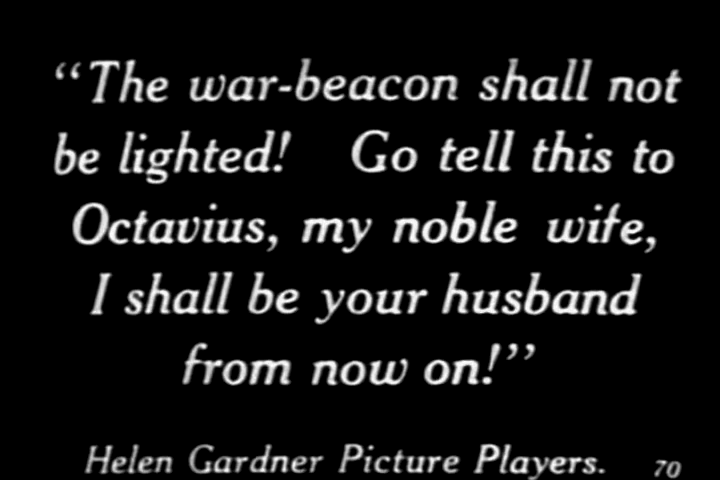 “The war-beacon shall not
be lighted! Go tell this to
Octavius, my noble wife,
I shall be your husband
from now on!”
Helen Gardner Picture Players. 70